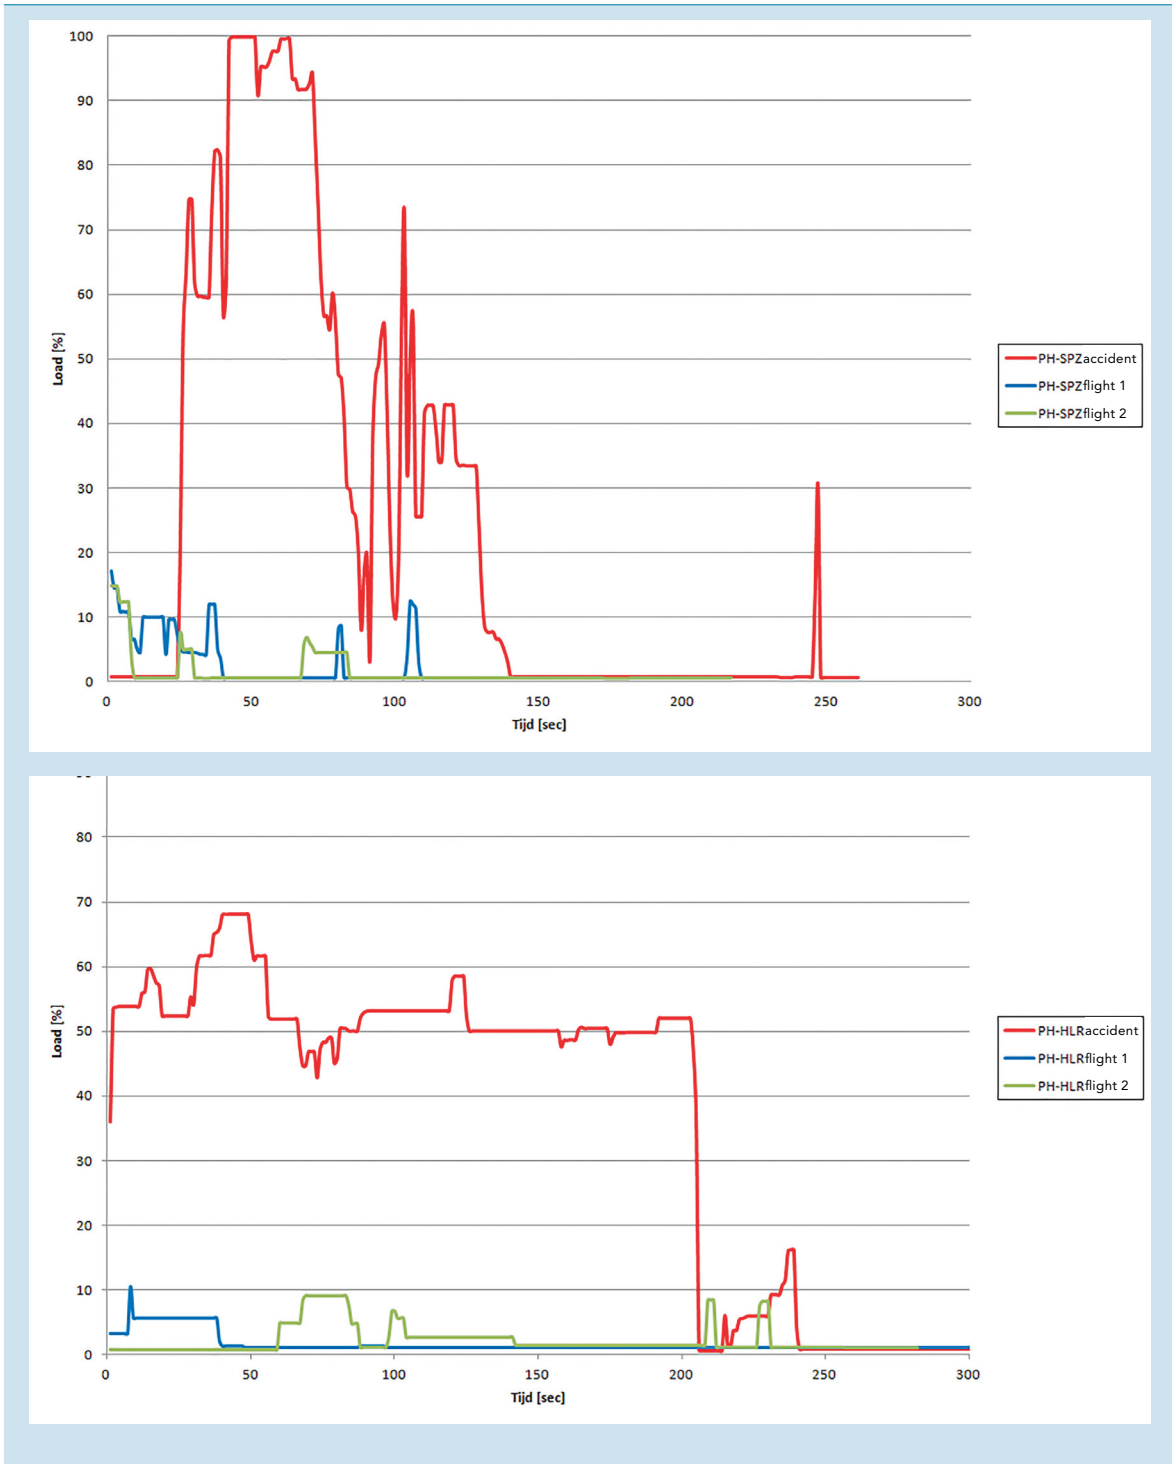 100
90
80
70
60
50
40
30
20
10
0
Load [%]
0 50 100 150 200 250 300
Tijd [sec]
PH-SPZaccident
PH-SPZflight 1
PH-SPZflight 2
80
70
60
50
40
30
20
10
0
Load [%]
0 50 100 150 200 250 300
Tijd [sec]
PH-HLRaccident
PH-HLRflight 1
PH-HLRflight 2